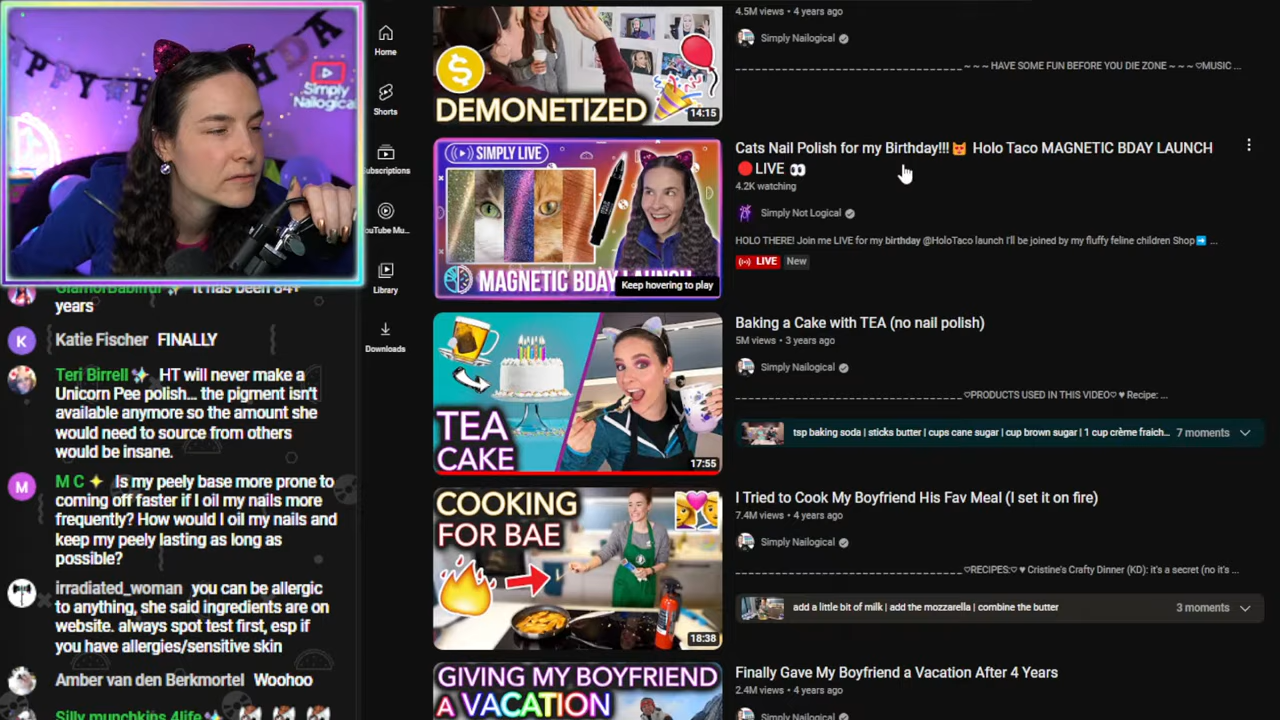 HAPPY B
HDA
Simply
Nailogical
years
Katie Fischer FINALLY
Teri Birrell HT will never make a
Unicorn Pee polish... the pigment isn't
available anymore so the amount she
would need to source from others
would be insane.
M C Is my peely base more prone to
coming off faster if I oil my nails more
frequently? How would I oil my nails and
keep my peely lasting as long as
possible?
irradiated_woman you can be allergic
to anything, she said ingredients are on
website. always spot test first, esp if
you have allergies/sensitive skin
Amber van den Berkmortel Woohoo
Silly munchkins 4life
Home
Shorts
Subscriptions
YouTube Mu...
Library
Downloads
$
DEMONETIZED
14:15
4.5M views • 4 years ago
Simply Nailogical
~ ~ ~ HAVE SOME FUN BEFORE YOU DIE ZONE ~ ~ ~ ♡MUSIC ...
SIMPLY LIVE
MAGNETIC BDAY LAUNCH
Keep hovering to play
Cats Nail Polish for my Birthday!!!😺 Holo Taco MAGNETIC BDAY LAUNCH
🔴LIVE 👀
4.2K watching
Simply Not Logical
HOLO THERE! Join me LIVE for my birthday @HoloTaco launch I'll be joined by my fluffy feline children Shop➡ ...
LIVE New
TEA
CAKE
17:55
Baking a Cake with TEA (no nail polish)
5M views • 3 years ago
Simply Nailogical
♡PRODUCTS USED IN THIS VIDEO♡ ♥ Recipe: ...
tsp baking soda | sticks butter | cups cane sugar | cup brown sugar | 1 cup crème fraich... 7 moments
COOKING
FOR BAE
18:38
I Tried to Cook My Boyfriend His Fav Meal (I set it on fire)
7.4M views • 4 years ago
Simply Nailogical
♡RECIPES:♡ ♥ Cristine's Crafty Dinner (KD): it's a secret (no it's ...
add a little bit of milk | add the mozzarella | combine the butter 3 moments
GIVING MY BOYFRIEND
A VACATION
Finally Gave My Boyfriend a Vacation After 4 Years
2.4M views • 4 years ago
Simply Nailogical